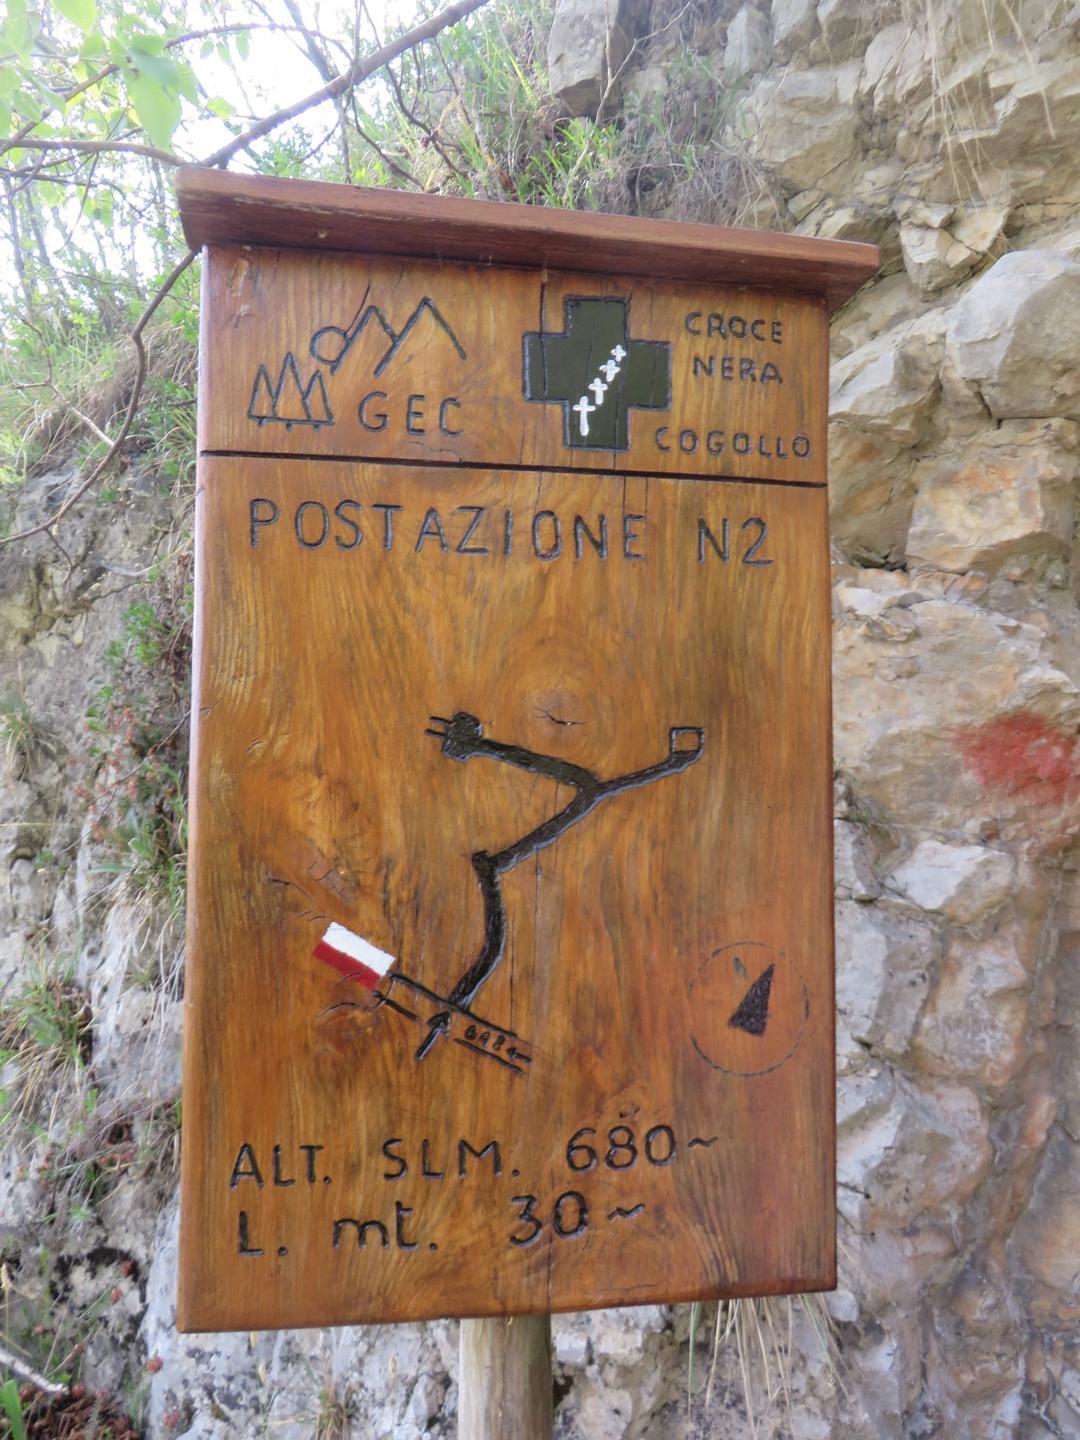 GEC
CROCE
NERA
COGOLLO
POSTAZIONE N2
ALT. SLM. 680~
L. mt. 30~